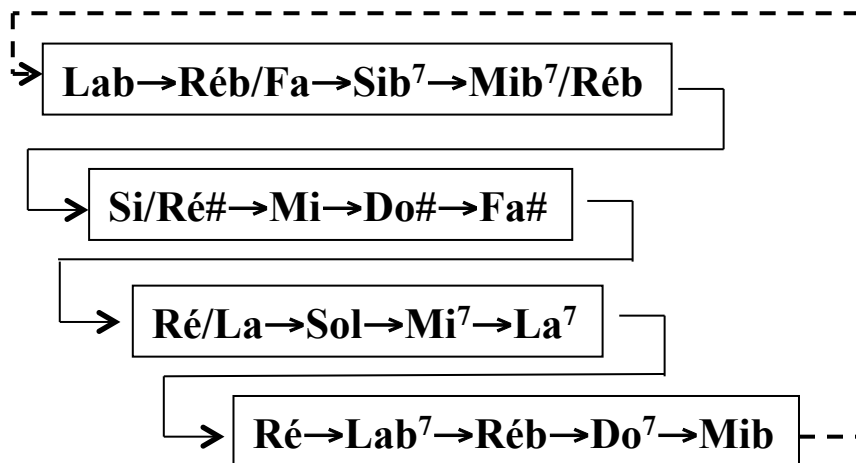 Lab→Réb/Fa→Sib⁷→Mib⁷/Réb
Si/Ré#→Mi→Do#→Fa#
Ré/La→Sol→Mi⁷→La⁷
Ré→Lab⁷→Réb→Do⁷→Mib